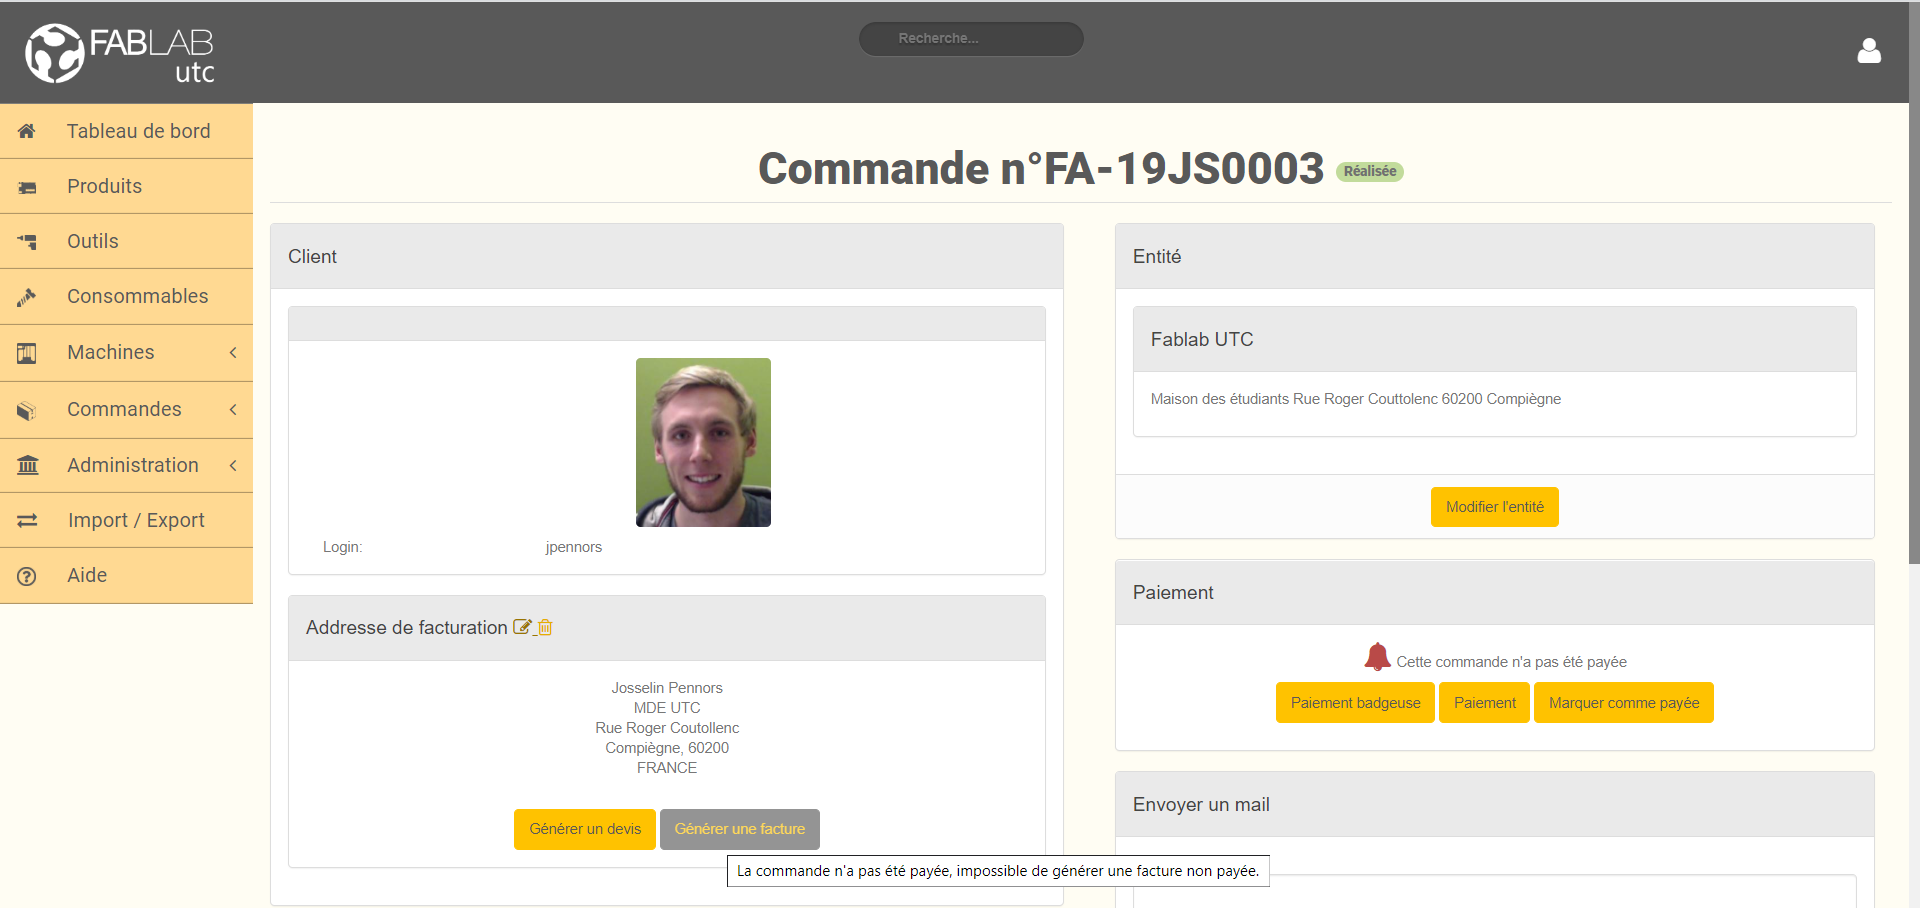 FABLAB
utc
Recherche...
Tableau de bord
Produits
Outils
Consommables
Machines
Commandes
Administration
Import / Export
Aide
Commande n°FA-19JS0003 Réalisée
Client
Login: jpennors
Addresse de facturation
Josselin Pennors
MDE UTC
Rue Roger Coutollenc
Compiègne, 60200
FRANCE
Générer un devis Générer une facture
La commande n'a pas été payée, impossible de générer une facture non payée.
Entité
Fablab UTC
Maison des étudiants Rue Roger Couttolenc 60200 Compiègne
Modifier l'entité
Paiement
Cette commande n'a pas été payée
Paiement badgeuse Paiement Marquer comme payée
Envoyer un mail